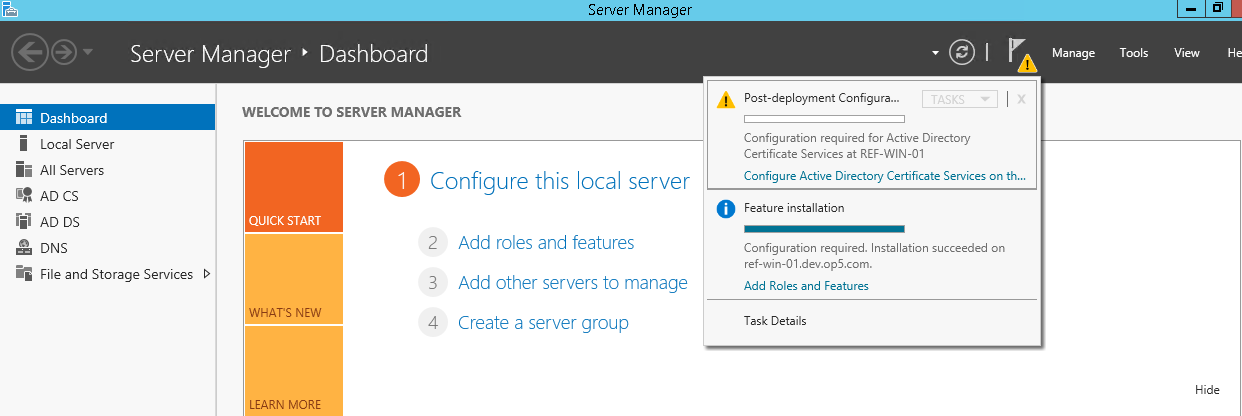 Server Manager
Server Manager ‣ Dashboard
Manage Tools View He
Dashboard
Local Server
All Servers
AD CS
AD DS
DNS
File and Storage Services
WELCOME TO SERVER MANAGER
QUICK START
WHAT'S NEW
LEARN MORE
1 Configure this local server
2 Add roles and features
3 Add other servers to manage
4 Create a server group
Post-deployment Configura... TASKS X
Configuration required for Active Directory
Certificate Services at REF-WIN-01
Configure Active Directory Certificate Services on th...
Feature installation
Configuration required. Installation succeeded on
ref-win-01.dev.op5.com.
Add Roles and Features
Task Details
Hide